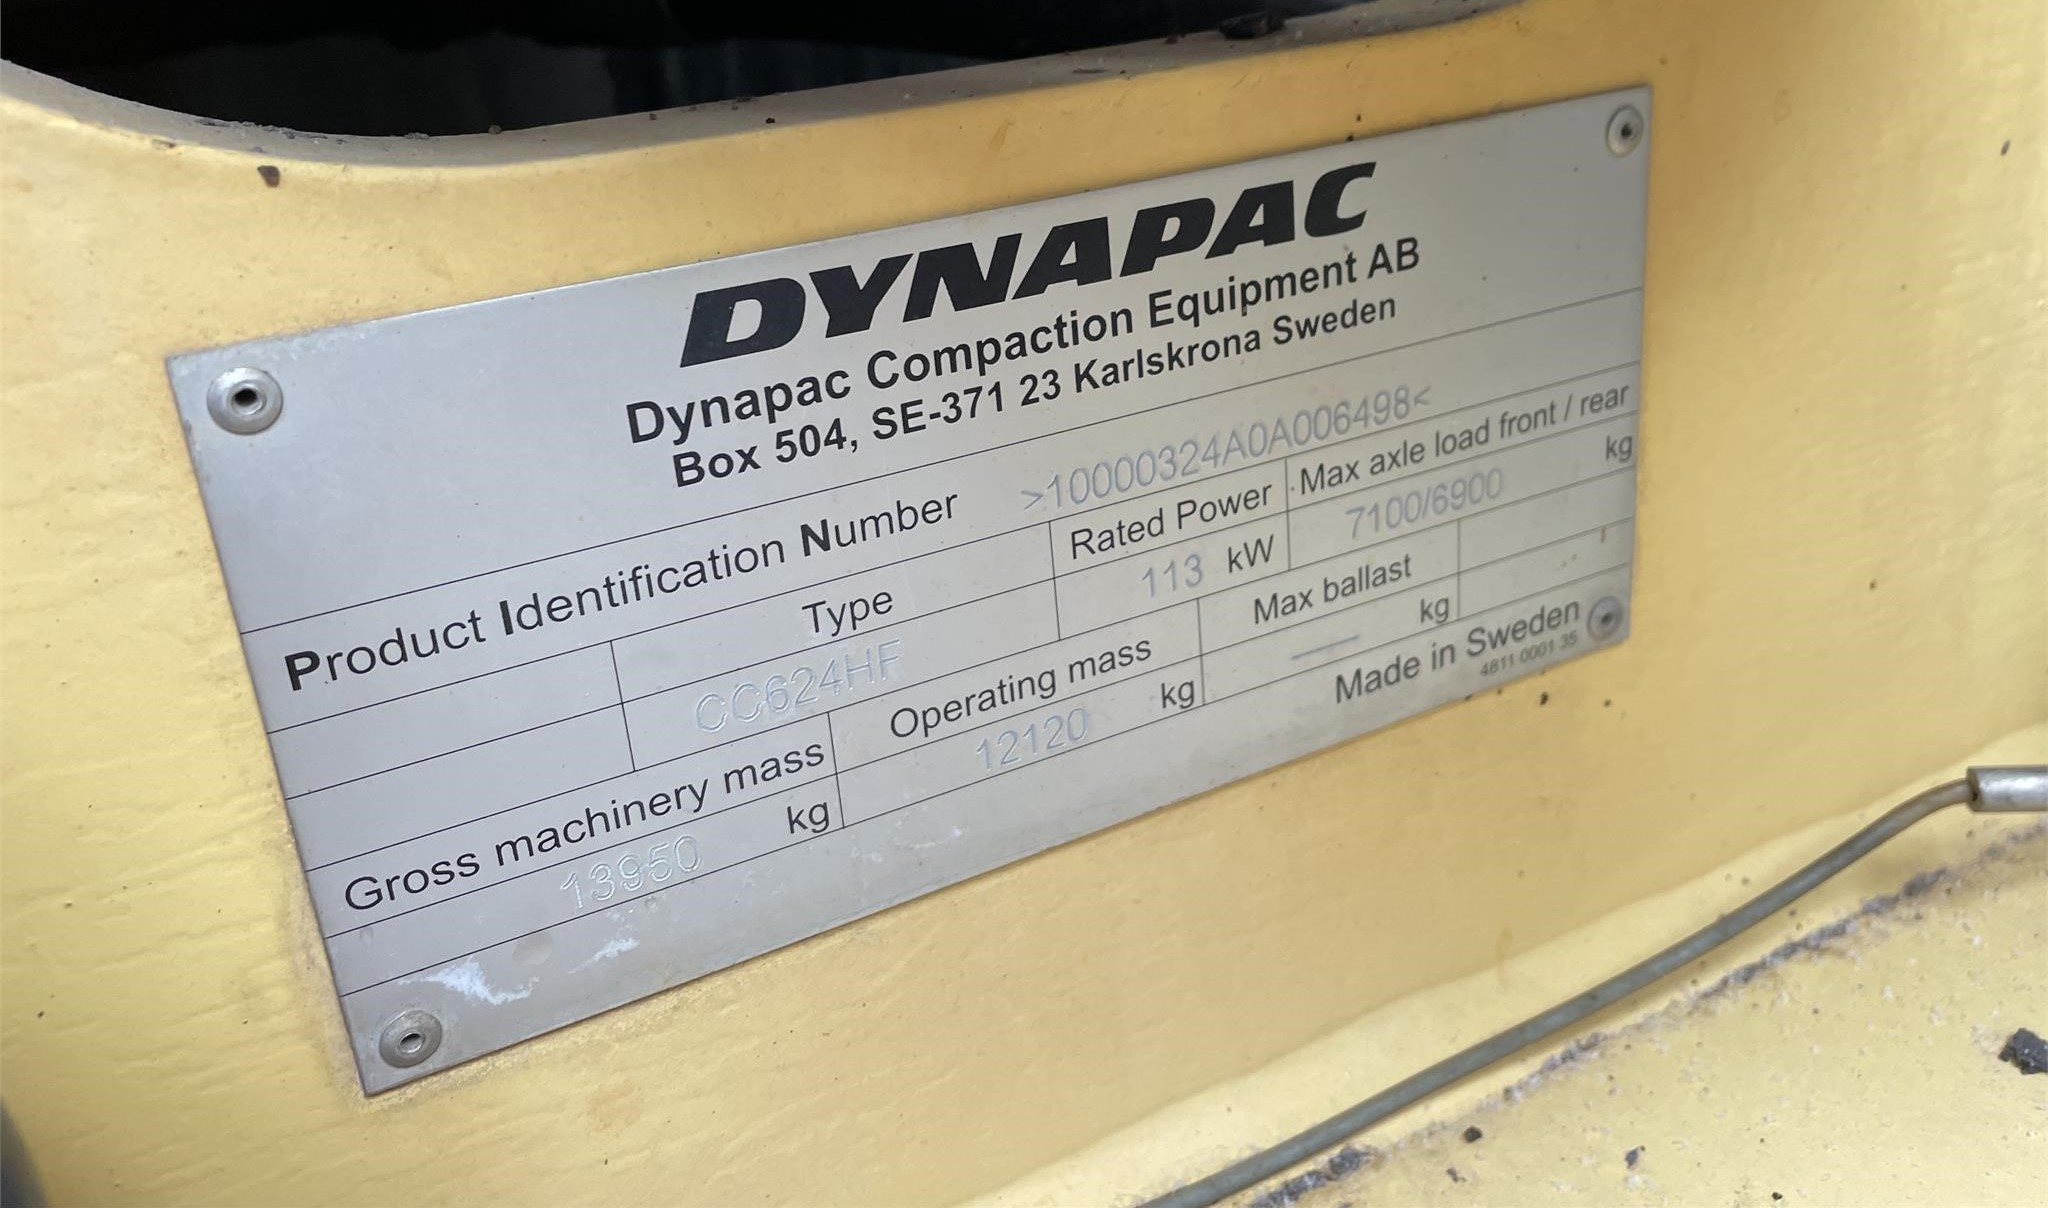 DYNAPAC
Dynapac Compaction Equipment AB
Box 504, SE-371 23 Karlskrona Sweden
Product Identification Number >10000324A0A006498<
Type Rated Power Max axle load front / rear
CC624HF 113 kW 7100/6900 kg
Gross machinery mass Operating mass Max ballast
13950 kg 12120 kg — kg
Made in Sweden
4811 0001 35